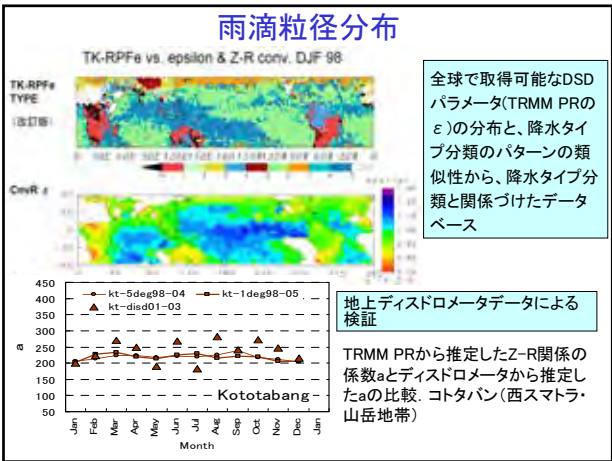 雨滴粒径分布
TK-RPFe vs. epsilon & Z-R conv. DJF 98
TK-RPFe
TYPE
(改訂版)
ConvR ε
全球で取得可能なDSD
パラメータ(TRMM PRの
ε)の分布と、降水タイ
プ分類のパターンの類
似性から、降水タイプ分
類と関係づけたデータ
ベース
450
400
350
300
250
200
150
100
50
a
kt-5deg98-04
kt-1deg98-05
kt-disd01-03
Kototabang
Jan
Feb
Mar
Apr
May
Jun
Jul
Aug
Sep
Oct
Nov
Dec
Jan
Month
地上ディスドロメータデータによる
検証
TRMM PRから推定したZ-R関係の
係数aとディスドロメータから推定し
たaの比較. コトタバン(西スマトラ・
山岳地帯)